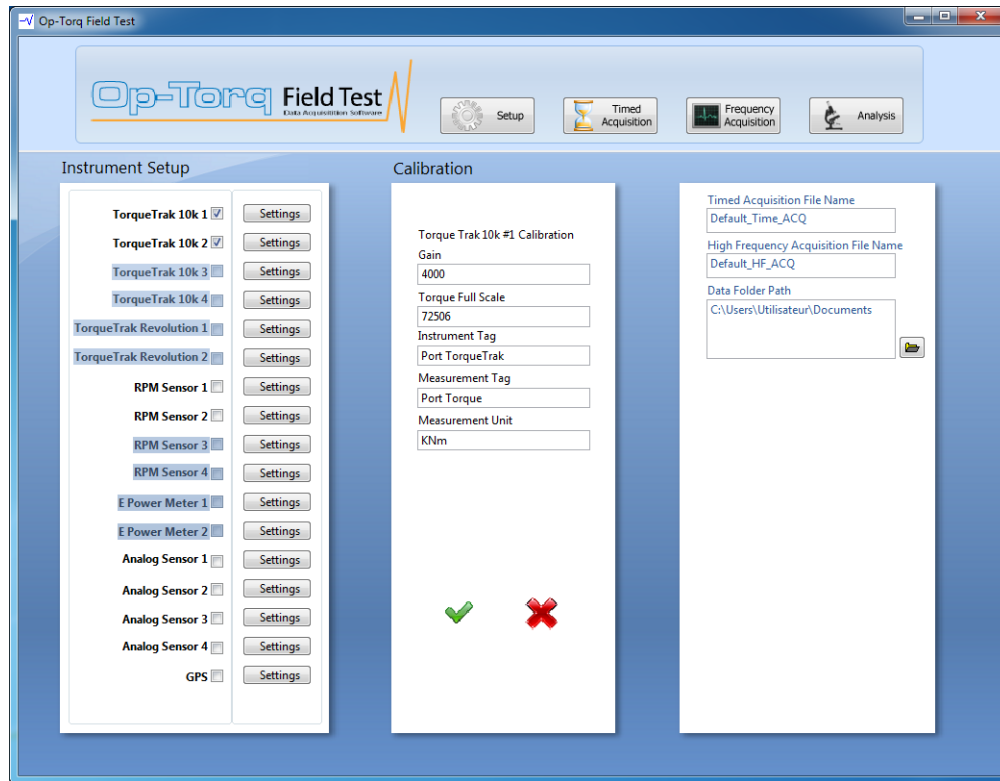 Op-Torq Field Test
Op-Torq Field Test
Data Acquisition Software
Setup
Timed
Acquisition
Frequency
Acquisition
Analysis
Instrument Setup
TorqueTrak 10k 1 Settings
TorqueTrak 10k 2 Settings
TorqueTrak 10k 3 Settings
TorqueTrak 10k 4 Settings
TorqueTrak Revolution 1 Settings
TorqueTrak Revolution 2 Settings
RPM Sensor 1 Settings
RPM Sensor 2 Settings
RPM Sensor 3 Settings
RPM Sensor 4 Settings
E Power Meter 1 Settings
E Power Meter 2 Settings
Analog Sensor 1 Settings
Analog Sensor 2 Settings
Analog Sensor 3 Settings
Analog Sensor 4 Settings
GPS Settings
Calibration
Torque Trak 10k #1 Calibration
Gain
4000
Torque Full Scale
72506
Instrument Tag
Port TorqueTrak
Measurement Tag
Port Torque
Measurement Unit
KNm
Timed Acquisition File Name
Default_Time_ACQ
High Frequency Acquisition File Name
Default_HF_ACQ
Data Folder Path
C:\Users\Utilisateur\Documents